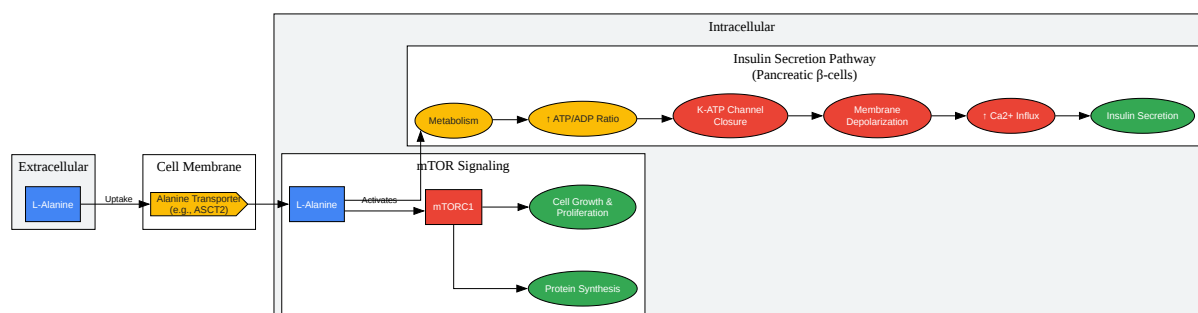 Intracellular
Insulin Secretion Pathway
(Pancreatic β-cells)
Metabolism
↑ ATP/ADP Ratio
K-ATP Channel
Closure
Membrane
Depolarization
↑ Ca2+ Influx
Insulin Secretion
Extracellular
L-Alanine
Uptake
Cell Membrane
Alanine Transporter
(e.g., ASCT2)
mTOR Signaling
L-Alanine
Activates
mTORC1
Cell Growth &
Proliferation
Protein Synthesis